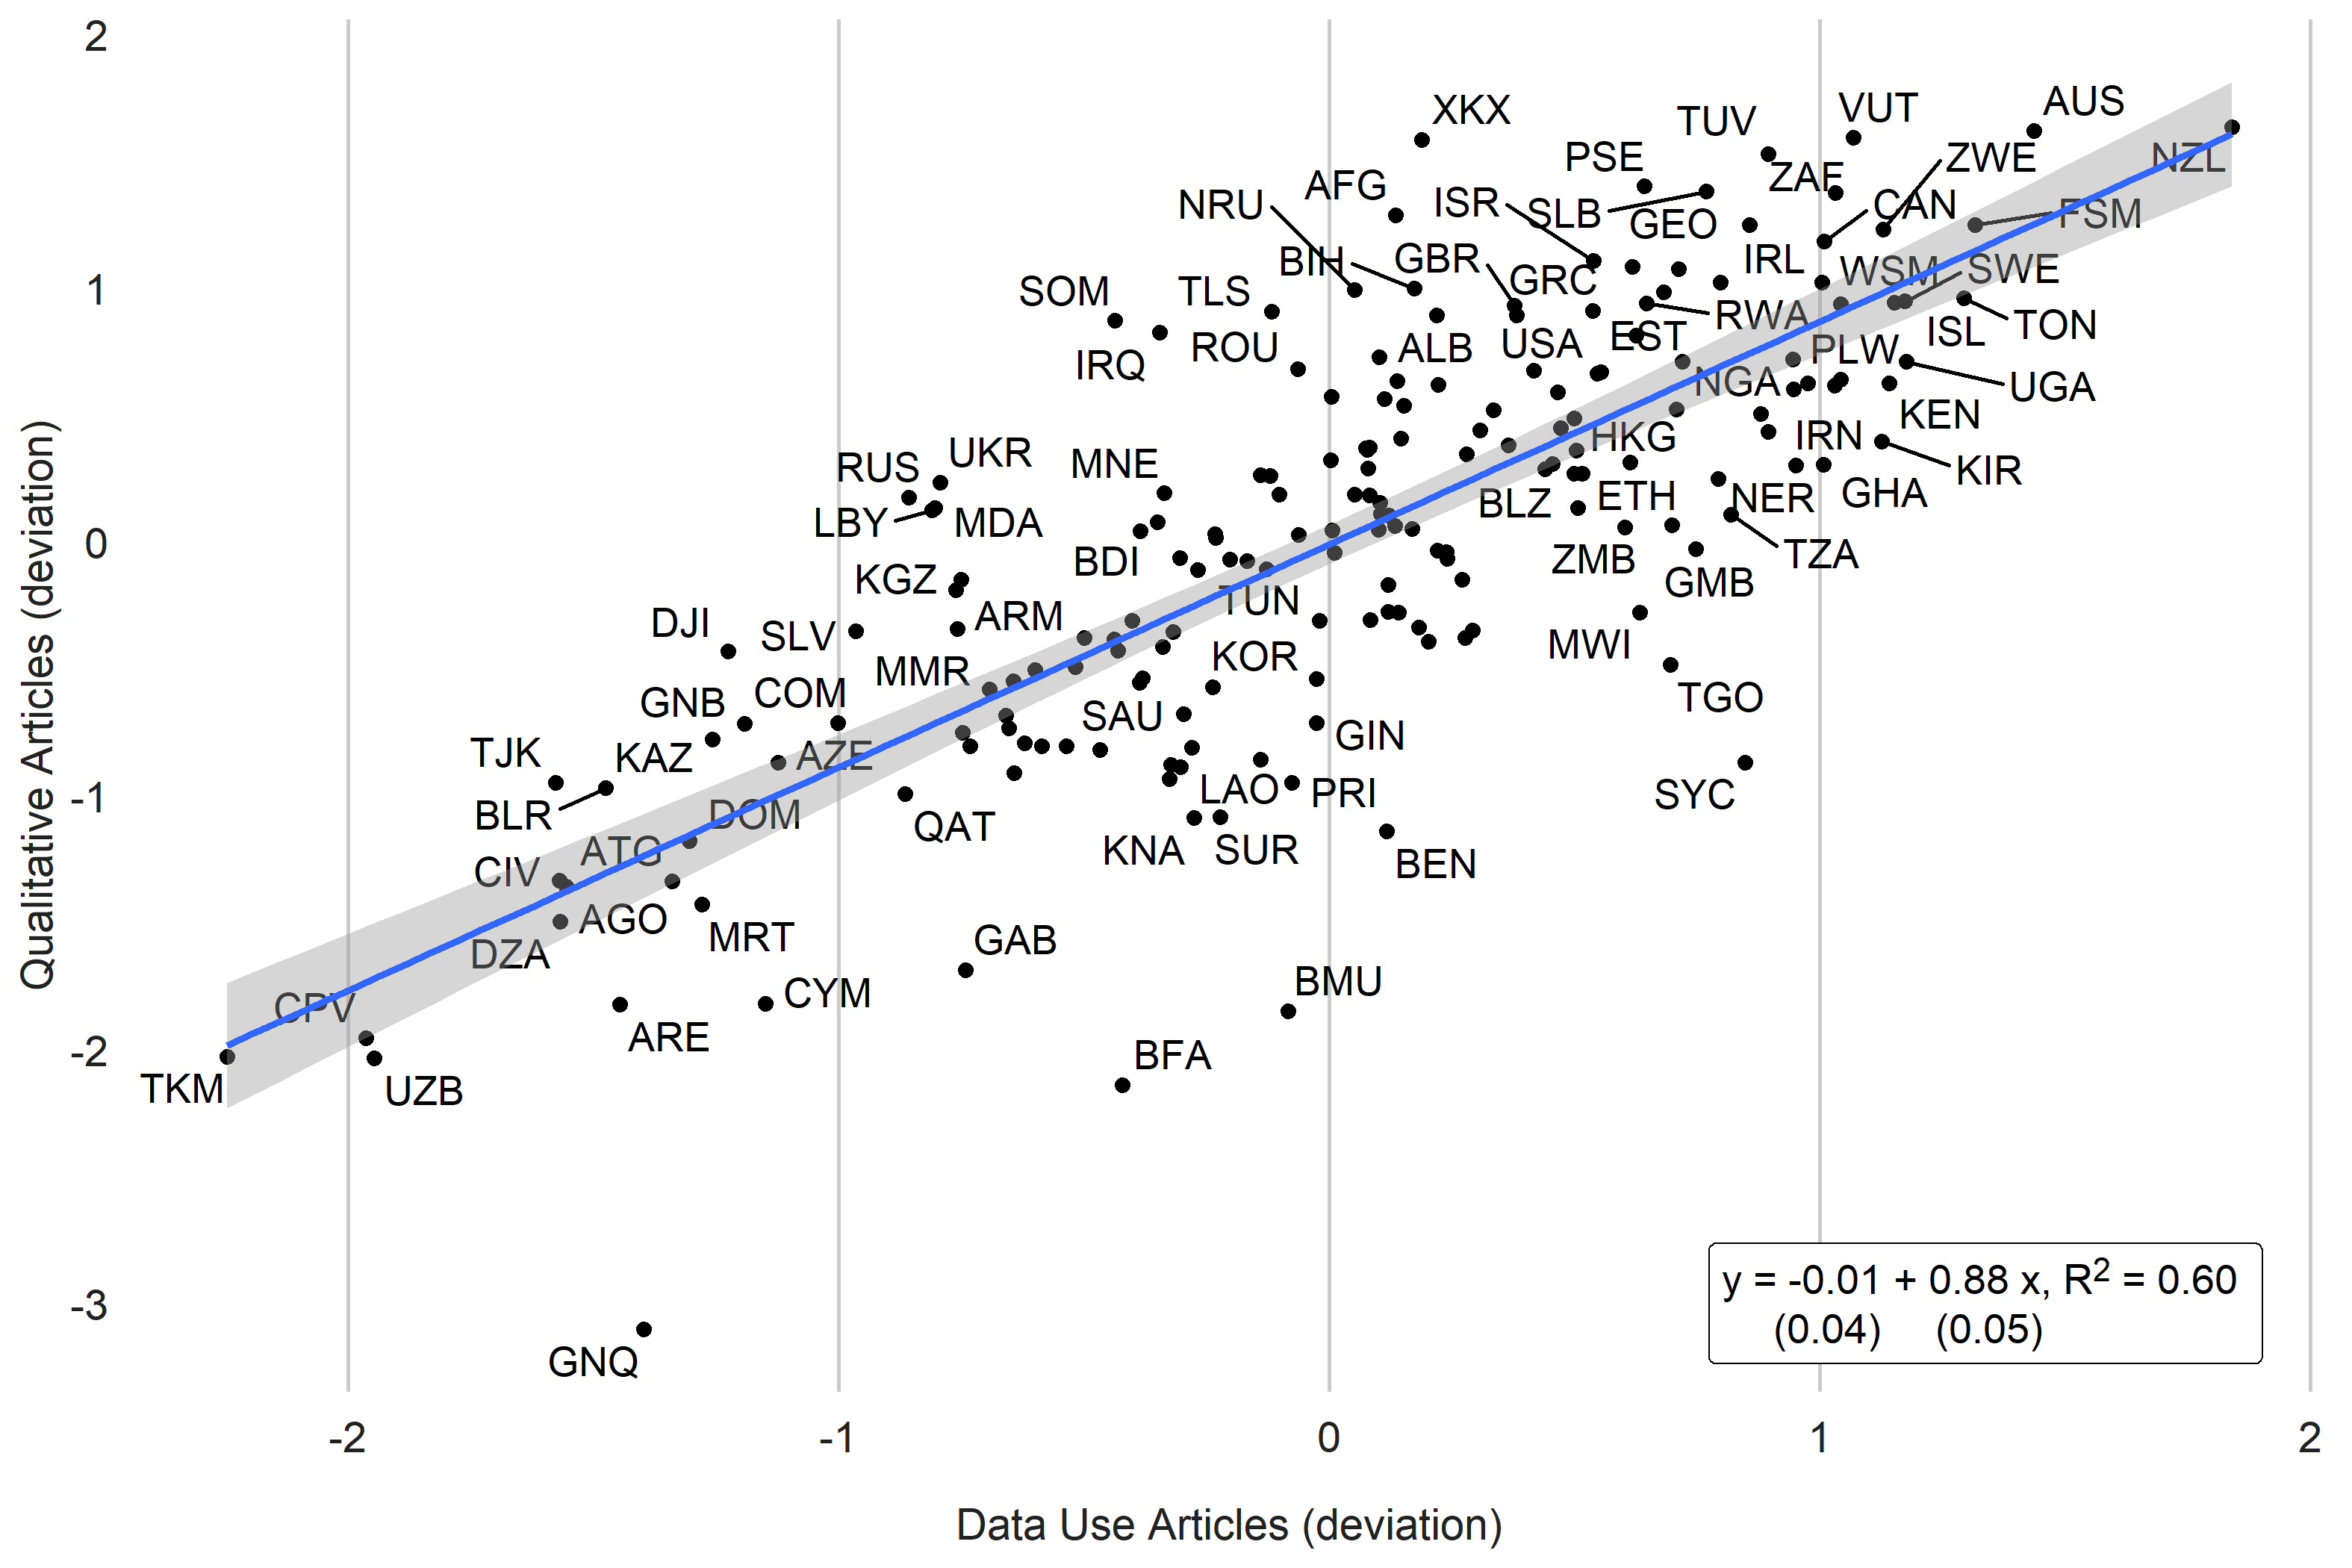 2
AUS
VUT
XKX
TUV
ZWE
PSE
NZL
ZAF
AFG
NRU
ISR
SLB
CAN
FSM
GEO
BIH
GBR
IRL
WSM
SWE
GRC
1
SOM
TLS
RWA
TON
ISL
EST
USA
ROU
ALB
PLW
IRQ
NGA
UGA
KEN
HKG
IRN
UKR
MNE
RUS
KIR
GHA
ETH
NER
BLZ
LBY
MDA
0
TZA
ZMB
BDI
KGZ
GMB
TUN
ARM
DJI
SLV
MWI
KOR
MMR
COM
TGO
GNB
SAU
GIN
TJK
KAZ
AZE
LAO
PRI
SYC
-1
BLR
DOM
QAT
ATG
KNA
SUR
BEN
CIV
AGO
MRT
GAB
DZA
BMU
CYM
CPV
ARE
-2
BFA
TKM
UZB
y = -0.01 + 0.88 x, R2 = 0.60
(0.04) (0.05)
-3
GNQ
Qualitative Articles (deviation)
-2 -1 0 1 2
Data Use Articles (deviation)